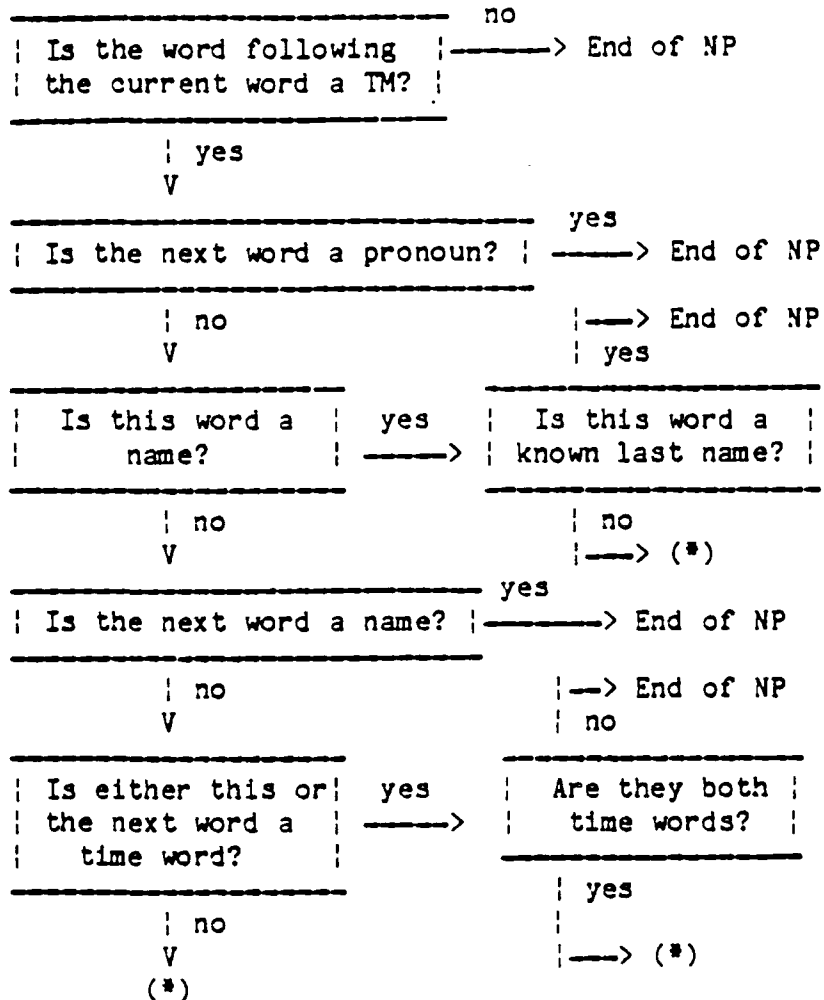 no
Is the word following ---> End of NP
the current word a TM?
yes
V
yes
Is the next word a pronoun? ---> End of NP
no ---> End of NP
V yes
Is this word a yes Is this word a
name? ---> known last name?
no no
V ---> (*)
yes
Is the next word a name? ---> End of NP
no ---> End of NP
V no
Is either this or yes Are they both
the next word a ---> time words?
time word?
yes
no
V ---> (*)
(*)